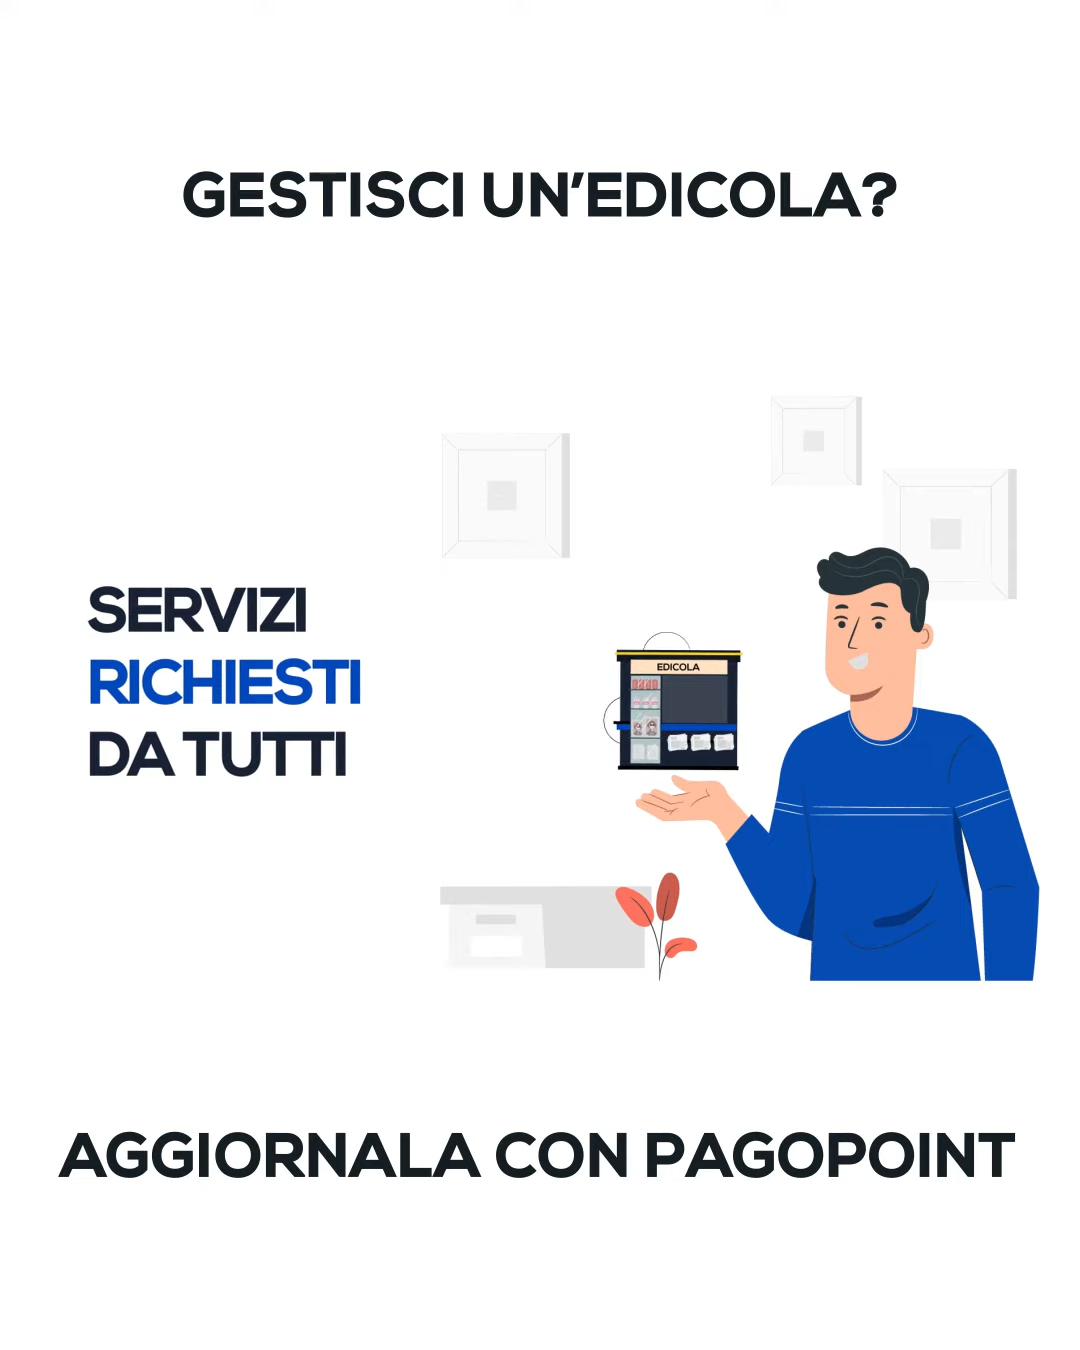 GESTISCI UN’EDICOLA?
SERVIZI
RICHIESTI
DA TUTTI
EDICOLA
AGGIORNALA CON PAGOPOINT